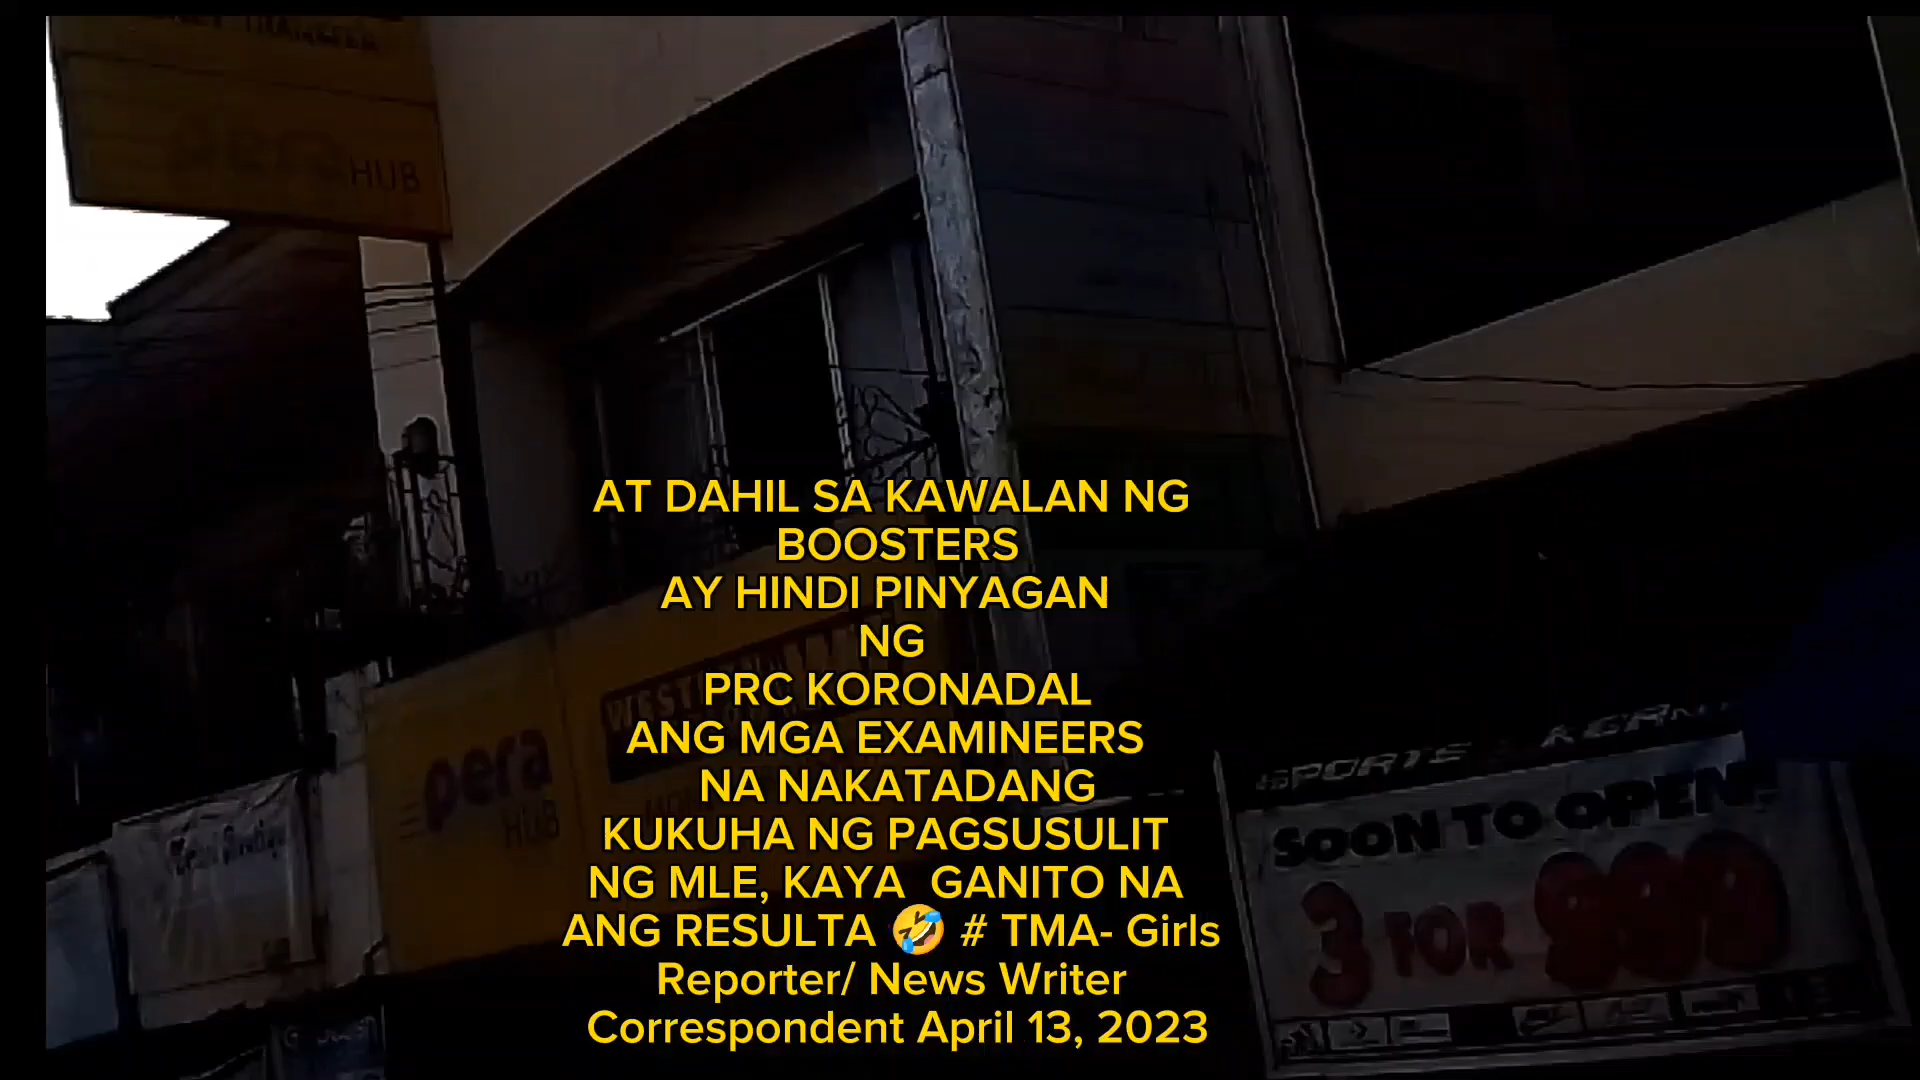 HUB
AT DAHIL SA KAWALAN NG
BOOSTERS
AY HINDI PINYAGAN
NG
PRC KORONADAL
ANG MGA EXAMINEERS
NA NAKATADANG
KUKUHA NG PAGSUSULIT
NG MLE, KAYA GANITO NA
ANG RESULTA 🤣 # TMA- Girls
Reporter/ News Writer
Correspondent April 13, 2023
pera
HUB
SPORTS
SOON TO OPEN!
3 FOR